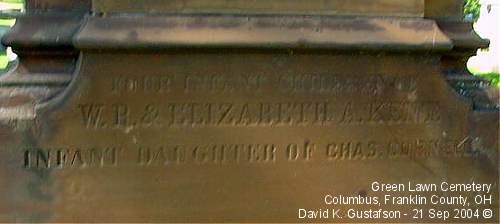 FOUR INFANT CHILDREN OF
W. R. & ELIZABETH A. KENT
INFANT DAUGHTER OF CHAS.
Green Lawn Cemetery
Columbus, Franklin County, OH
David K. Gustafson - 21 Sep 2004 ©